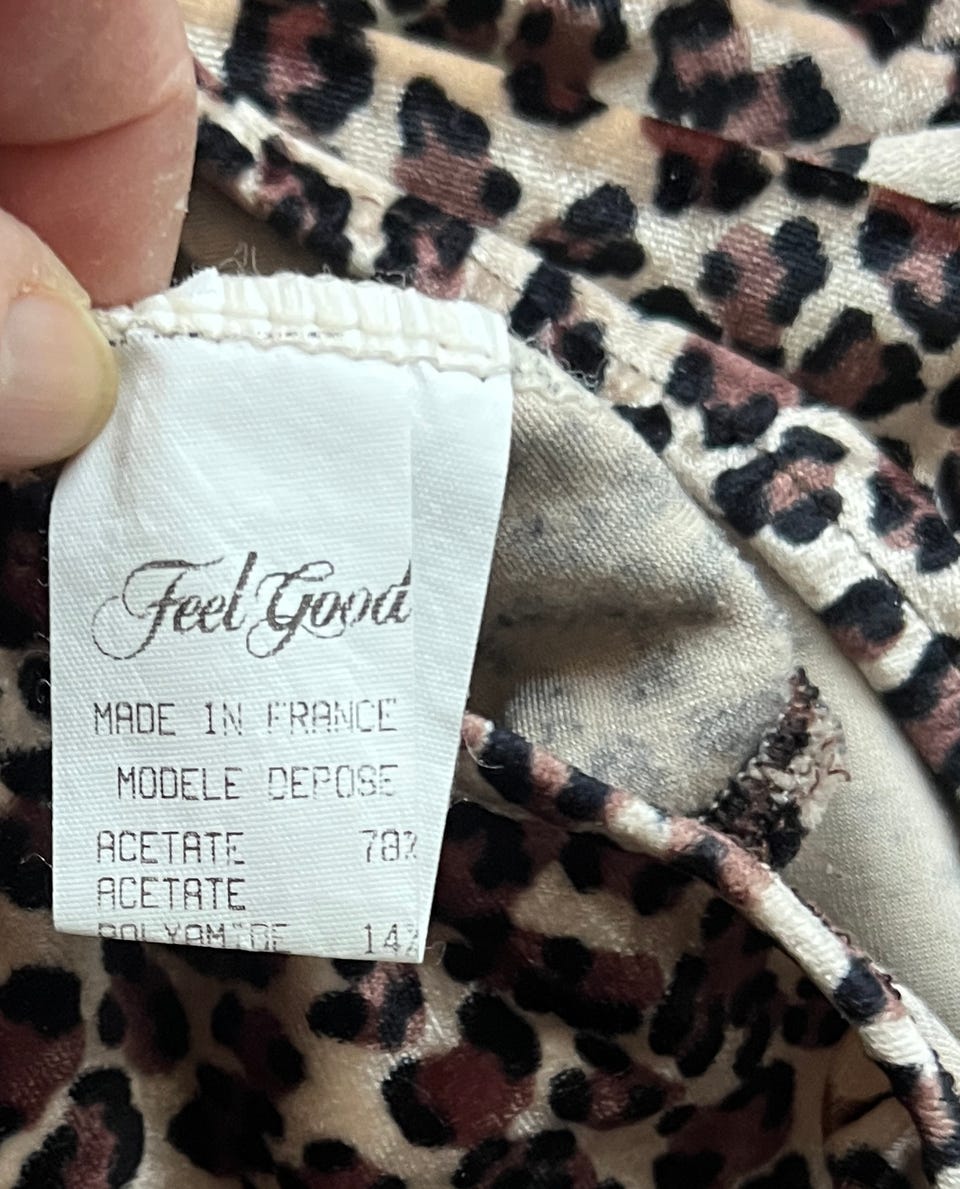 Feel Good
MADE IN FRANCE
MODELE DEPOSE
ACETATE 78%
ACETATE
POLYAMIDE 14%